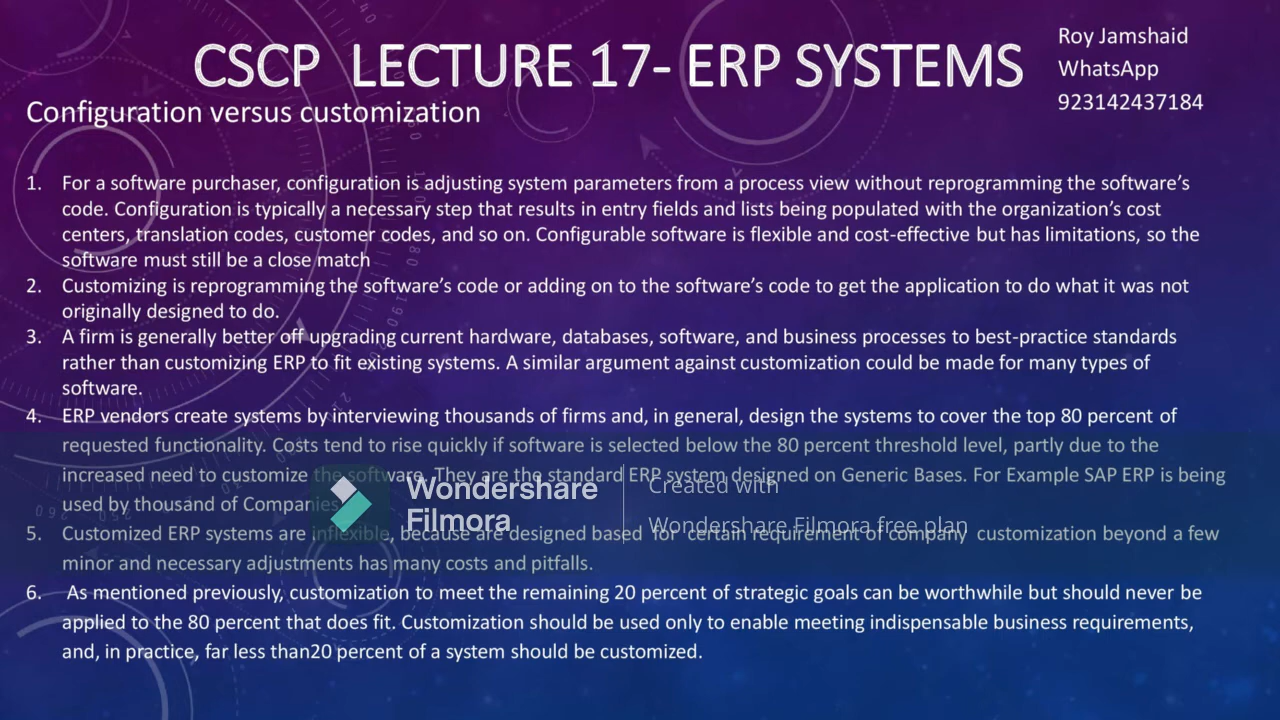 CSCP LECTURE 17- ERP SYSTEMS
Roy Jamshaid
WhatsApp
923142437184
Configuration versus customization
1. For a software purchaser, configuration is adjusting system parameters from a process view without reprogramming the software's
code. Configuration is typically a necessary step that results in entry fields and lists being populated with the organization's cost
centers, translation codes, customer codes, and so on. Configurable software is flexible and cost-effective but has limitations, so the
software must still be a close match
2. Customizing is reprogramming the software's code or adding on to the software's code to get the application to do what it was not
originally designed to do.
3. A firm is generally better off upgrading current hardware, databases, software, and business processes to best-practice standards
rather than customizing ERP to fit existing systems. A similar argument against customization could be made for many types of
software.
4. ERP vendors create systems by interviewing thousands of firms and, in general, design the systems to cover the top 80 percent of
requested functionality. Costs tend to rise quickly if software is selected below the 80 percent threshold level, partly due to the
increased need to customize the software. They are the standard ERP system designed on Generic Bases. For Example SAP ERP is being
used by thousand of Companies
5. Customized ERP systems are inflexible, because are designed based for certain requirement of company customization beyond a few
minor and necessary adjustments has many costs and pitfalls.
6. As mentioned previously, customization to meet the remaining 20 percent of strategic goals can be worthwhile but should never be
applied to the 80 percent that does fit. Customization should be used only to enable meeting indispensable business requirements,
and, in practice, far less than20 percent of a system should be customized.
Wondershare
Filmora
Created with
Wondershare Filmora free plan